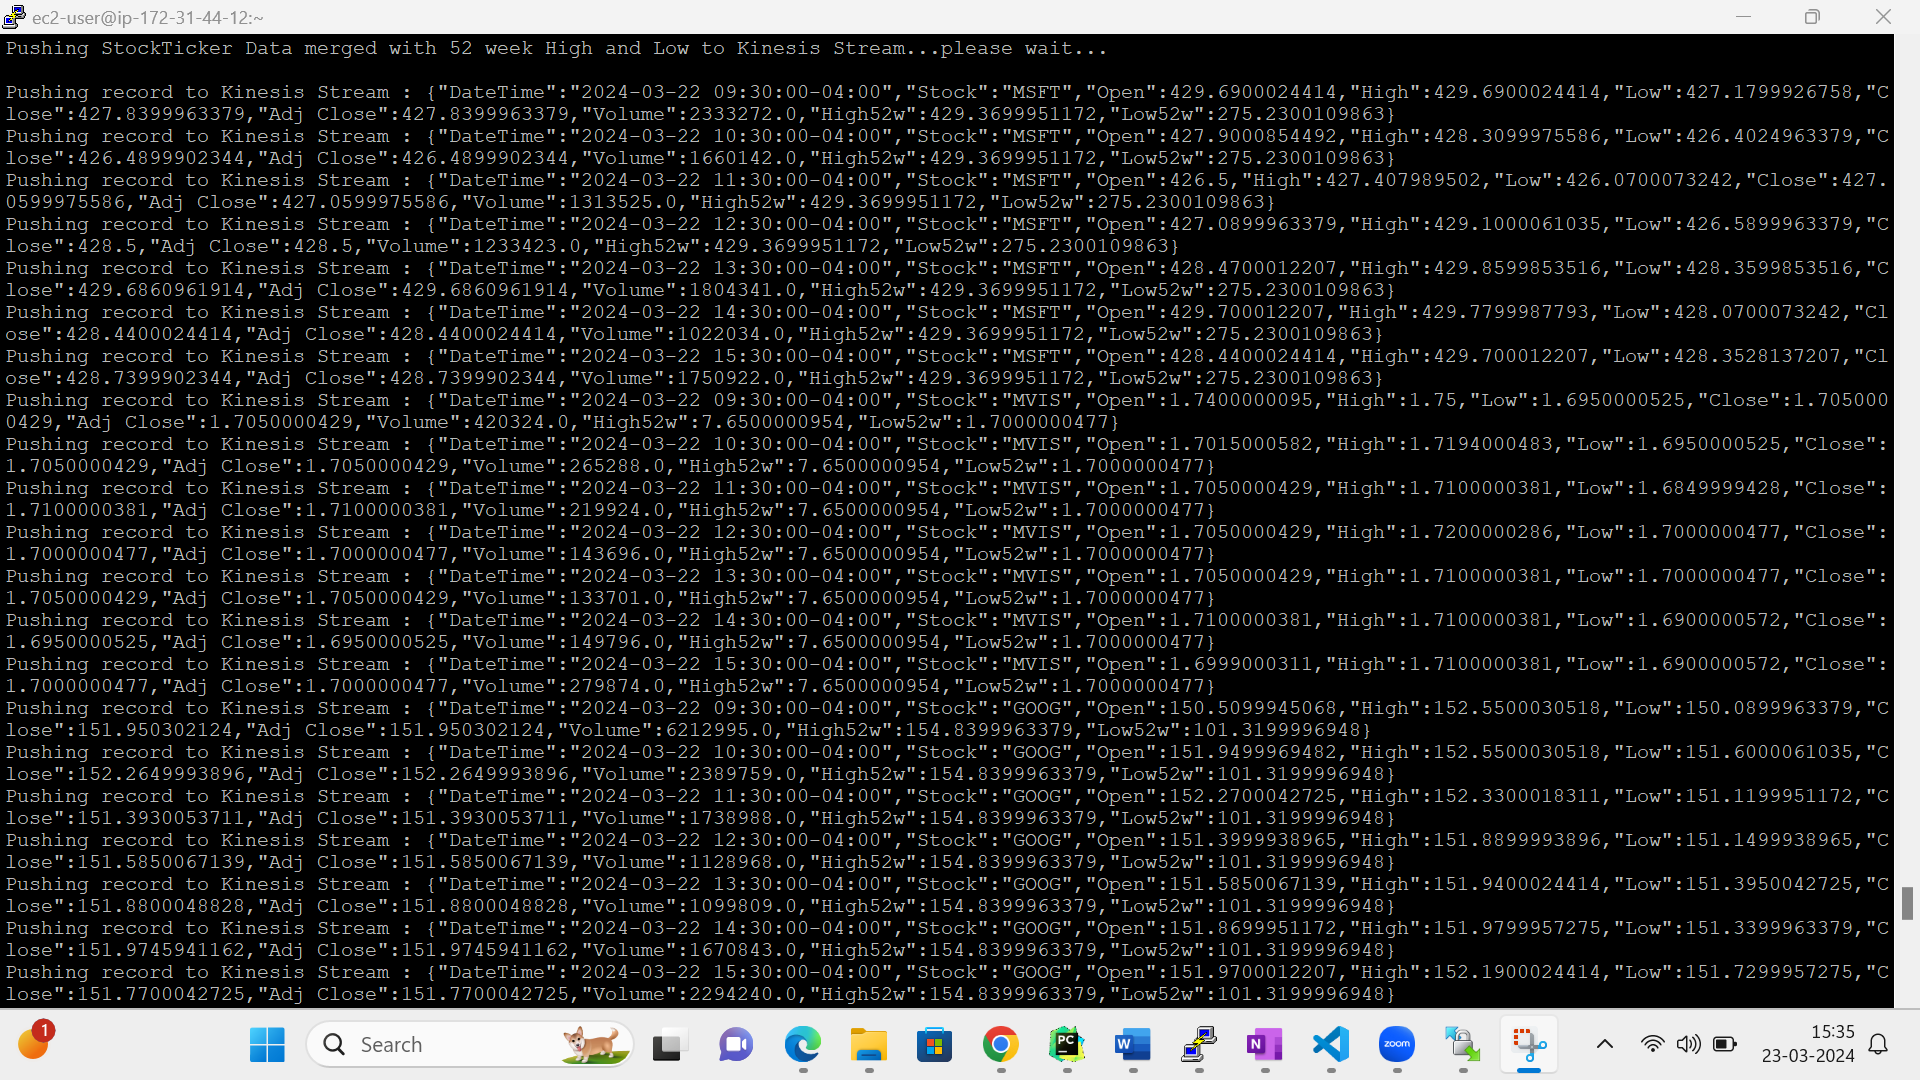 ec2-user@ip-172-31-44-12:~
Pushing StockTicker Data merged with 52 week High and Low to Kinesis Stream...please wait...
Pushing record to Kinesis Stream : {"DateTime":"2024-03-22 09:30:00-04:00","Stock":"MSFT","Open":429.6900024414,"High":429.6900024414,"Low":427.1799926758,"C
lose":427.8399963379,"Adj Close":427.8399963379,"Volume":2333272.0,"High52w":429.3699951172,"Low52w":275.2300109863}
Pushing record to Kinesis Stream : {"DateTime":"2024-03-22 10:30:00-04:00","Stock":"MSFT","Open":427.9000854492,"High":428.3099975586,"Low":426.4024963379,"C
lose":426.4899902344,"Adj Close":426.4899902344,"Volume":1660142.0,"High52w":429.3699951172,"Low52w":275.2300109863}
Pushing record to Kinesis Stream : {"DateTime":"2024-03-22 11:30:00-04:00","Stock":"MSFT","Open":426.5,"High":427.407989502,"Low":426.0700073242,"Close":427.
0599975586,"Adj Close":427.0599975586,"Volume":1313525.0,"High52w":429.3699951172,"Low52w":275.2300109863}
Pushing record to Kinesis Stream : {"DateTime":"2024-03-22 12:30:00-04:00","Stock":"MSFT","Open":427.0899963379,"High":429.1000061035,"Low":426.5899963379,"C
lose":428.5,"Adj Close":428.5,"Volume":1233423.0,"High52w":429.3699951172,"Low52w":275.2300109863}
Pushing record to Kinesis Stream : {"DateTime":"2024-03-22 13:30:00-04:00","Stock":"MSFT","Open":428.4700012207,"High":429.8599853516,"Low":428.3599853516,"C
lose":429.6860961914,"Adj Close":429.6860961914,"Volume":1804341.0,"High52w":429.3699951172,"Low52w":275.2300109863}
Pushing record to Kinesis Stream : {"DateTime":"2024-03-22 14:30:00-04:00","Stock":"MSFT","Open":429.700012207,"High":429.7799987793,"Low":428.0700073242,"Cl
ose":428.4400024414,"Adj Close":428.4400024414,"Volume":1022034.0,"High52w":429.3699951172,"Low52w":275.2300109863}
Pushing record to Kinesis Stream : {"DateTime":"2024-03-22 15:30:00-04:00","Stock":"MSFT","Open":428.4400024414,"High":429.700012207,"Low":428.3528137207,"Cl
ose":428.7399902344,"Adj Close":428.7399902344,"Volume":1750922.0,"High52w":429.3699951172,"Low52w":275.2300109863}
Pushing record to Kinesis Stream : {"DateTime":"2024-03-22 09:30:00-04:00","Stock":"MVIS","Open":1.7400000095,"High":1.75,"Low":1.6950000525,"Close":1.705000
0429,"Adj Close":1.7050000429,"Volume":420324.0,"High52w":7.6500000954,"Low52w":1.7000000477}
Pushing record to Kinesis Stream : {"DateTime":"2024-03-22 10:30:00-04:00","Stock":"MVIS","Open":1.7015000582,"High":1.7194000483,"Low":1.6950000525,"Close":
1.7050000429,"Adj Close":1.7050000429,"Volume":265288.0,"High52w":7.6500000954,"Low52w":1.7000000477}
Pushing record to Kinesis Stream : {"DateTime":"2024-03-22 11:30:00-04:00","Stock":"MVIS","Open":1.7050000429,"High":1.7100000381,"Low":1.6849999428,"Close":
1.7100000381,"Adj Close":1.7100000381,"Volume":219924.0,"High52w":7.6500000954,"Low52w":1.7000000477}
Pushing record to Kinesis Stream : {"DateTime":"2024-03-22 12:30:00-04:00","Stock":"MVIS","Open":1.7050000429,"High":1.7200000286,"Low":1.7000000477,"Close":
1.7000000477,"Adj Close":1.7000000477,"Volume":143696.0,"High52w":7.6500000954,"Low52w":1.7000000477}
Pushing record to Kinesis Stream : {"DateTime":"2024-03-22 13:30:00-04:00","Stock":"MVIS","Open":1.7050000429,"High":1.7100000381,"Low":1.7000000477,"Close":
1.7050000429,"Adj Close":1.7050000429,"Volume":133701.0,"High52w":7.6500000954,"Low52w":1.7000000477}
Pushing record to Kinesis Stream : {"DateTime":"2024-03-22 14:30:00-04:00","Stock":"MVIS","Open":1.7100000381,"High":1.7100000381,"Low":1.6900000572,"Close":
1.6950000525,"Adj Close":1.6950000525,"Volume":149796.0,"High52w":7.6500000954,"Low52w":1.7000000477}
Pushing record to Kinesis Stream : {"DateTime":"2024-03-22 15:30:00-04:00","Stock":"MVIS","Open":1.6999000311,"High":1.7100000381,"Low":1.6900000572,"Close":
1.7000000477,"Adj Close":1.7000000477,"Volume":279874.0,"High52w":7.6500000954,"Low52w":1.7000000477}
Pushing record to Kinesis Stream : {"DateTime":"2024-03-22 09:30:00-04:00","Stock":"GOOG","Open":150.5099945068,"High":152.5500030518,"Low":150.0899963379,"C
lose":151.950302124,"Adj Close":151.950302124,"Volume":6212995.0,"High52w":154.8399963379,"Low52w":101.3199996948}
Pushing record to Kinesis Stream : {"DateTime":"2024-03-22 10:30:00-04:00","Stock":"GOOG","Open":151.9499969482,"High":152.5500030518,"Low":151.6000061035,"C
lose":152.2649993896,"Adj Close":152.2649993896,"Volume":2389759.0,"High52w":154.8399963379,"Low52w":101.3199996948}
Pushing record to Kinesis Stream : {"DateTime":"2024-03-22 11:30:00-04:00","Stock":"GOOG","Open":152.2700042725,"High":152.3300018311,"Low":151.1199951172,"C
lose":151.3930053711,"Adj Close":151.3930053711,"Volume":1738988.0,"High52w":154.8399963379,"Low52w":101.3199996948}
Pushing record to Kinesis Stream : {"DateTime":"2024-03-22 12:30:00-04:00","Stock":"GOOG","Open":151.3999938965,"High":151.8899993896,"Low":151.1499938965,"C
lose":151.5850067139,"Adj Close":151.5850067139,"Volume":1128968.0,"High52w":154.8399963379,"Low52w":101.3199996948}
Pushing record to Kinesis Stream : {"DateTime":"2024-03-22 13:30:00-04:00","Stock":"GOOG","Open":151.5850067139,"High":151.9400024414,"Low":151.3950042725,"C
lose":151.8800048828,"Adj Close":151.8800048828,"Volume":1099809.0,"High52w":154.8399963379,"Low52w":101.3199996948}
Pushing record to Kinesis Stream : {"DateTime":"2024-03-22 14:30:00-04:00","Stock":"GOOG","Open":151.8699951172,"High":151.9799957275,"Low":151.3399963379,"C
lose":151.9745941162,"Adj Close":151.9745941162,"Volume":1670843.0,"High52w":154.8399963379,"Low52w":101.3199996948}
Pushing record to Kinesis Stream : {"DateTime":"2024-03-22 15:30:00-04:00","Stock":"GOOG","Open":151.9700012207,"High":152.1900024414,"Low":151.7299957275,"C
lose":151.7700042725,"Adj Close":151.7700042725,"Volume":2294240.0,"High52w":154.8399963379,"Low52w":101.3199996948}
1
Search
PC
W
N
zoom
15:35
23-03-2024